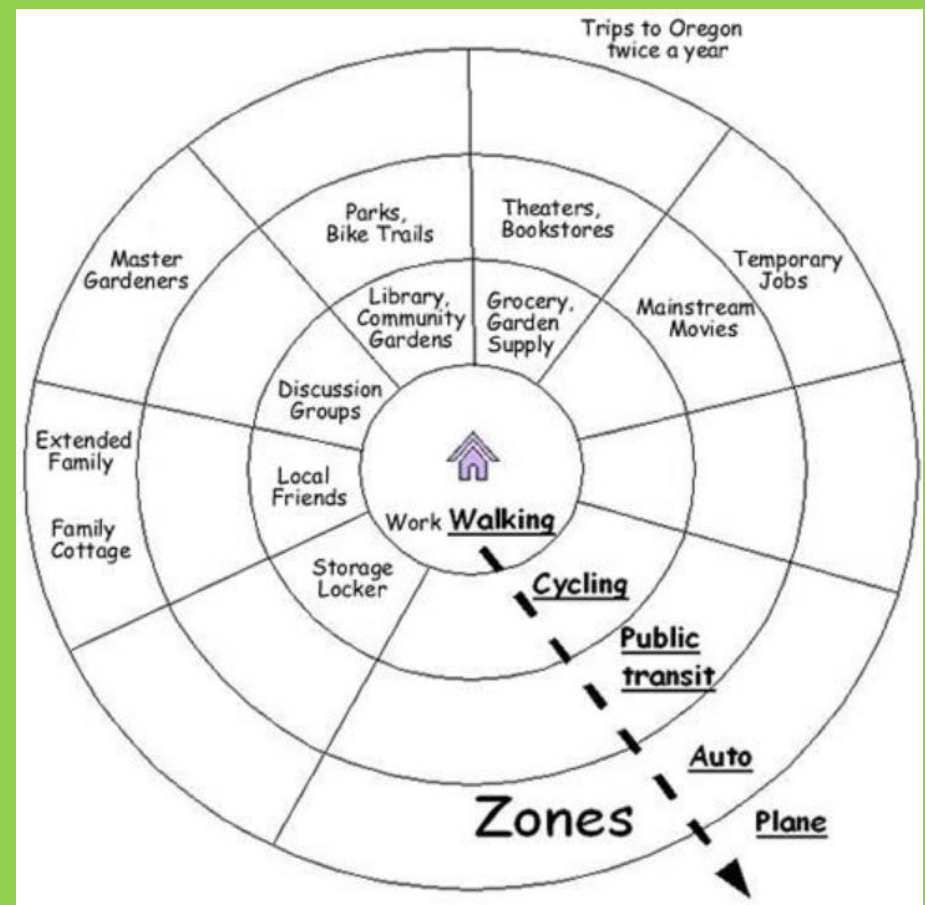 Trips to Oregon
twice a year
Parks,
Bike Trails
Theaters,
Bookstores
Master
Gardeners
Temporary
Jobs
Library,
Community
Gardens
Grocery,
Garden
Supply
Mainstream
Movies
Discussion
Groups
Extended
Family
Local
Friends
Family
Cottage
Work Walking
Storage
Locker
Cycling
Public
transit
Auto
Zones
Plane